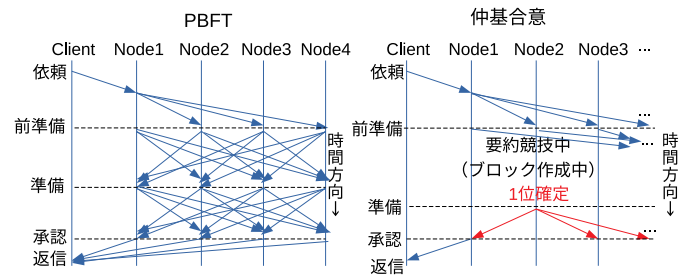 PBFT
Client Node1 Node2 Node3 Node4
依頼
前準備
準備
承認
返信
時間方向→
仲基合意
Client Node1 Node2 Node3 ...
依頼
...
前準備
...
要約競技中
（ブロック作成中）
1位確定
準備
...
承認
返信
時間方向→